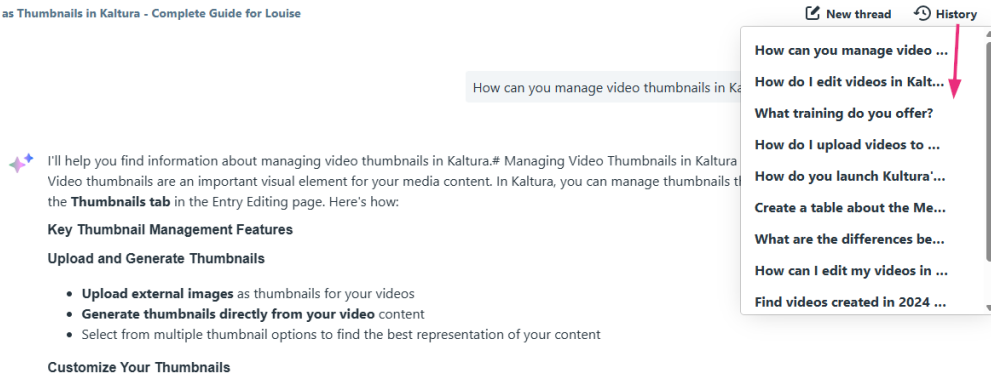 as Thumbnails in Kaltura - Complete Guide for Louise
New thread
History
How can you manage video ...
How do I edit videos in Kalt...
What training do you offer?
How do I upload videos to ...
How do you launch Kultura'...
Create a table about the Me...
What are the differences be...
How can I edit my videos in ...
Find videos created in 2024 ...
How can you manage video thumbnails in Ka
I'll help you find information about managing video thumbnails in Kaltura.# Managing Video Thumbnails in Kaltura
Video thumbnails are an important visual element for your media content. In Kaltura, you can manage thumbnails th
the Thumbnails tab in the Entry Editing page. Here's how:
Key Thumbnail Management Features
Upload and Generate Thumbnails
• Upload external images as thumbnails for your videos
• Generate thumbnails directly from your video content
• Select from multiple thumbnail options to find the best representation of your content
Customize Your Thumbnails